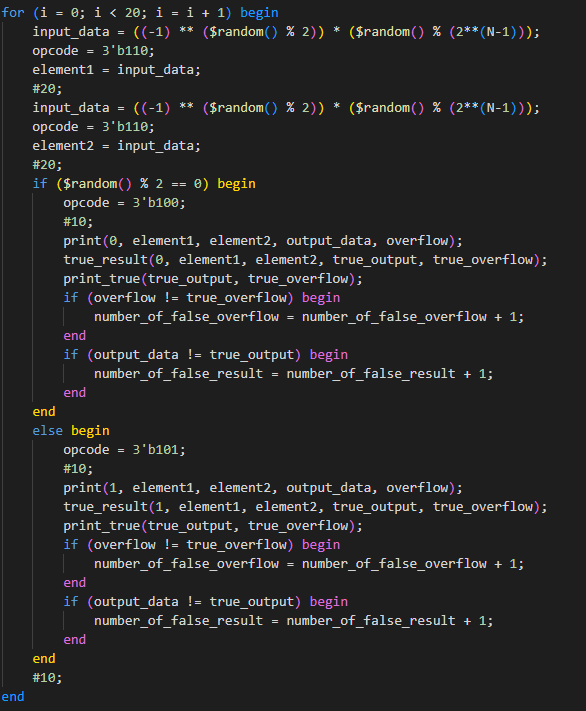 for (i = 0; i < 20; i = i + 1) begin
    input_data = ((-1) ** ($random() % 2)) * ($random() % (2**(N-1)));
    opcode = 3'b110;
    element1 = input_data;
    #20;
    input_data = ((-1) ** ($random() % 2)) * ($random() % (2**(N-1)));
    opcode = 3'b110;
    element2 = input_data;
    #20;
    if ($random() % 2 == 0) begin
        opcode = 3'b100;
        #10;
        print(0, element1, element2, output_data, overflow);
        true_result(0, element1, element2, true_output, true_overflow);
        print_true(true_output, true_overflow);
        if (overflow != true_overflow) begin
            number_of_false_overflow = number_of_false_overflow + 1;
        end
        if (output_data != true_output) begin
            number_of_false_result = number_of_false_result + 1;
        end
    end
    else begin
        opcode = 3'b101;
        #10;
        print(1, element1, element2, output_data, overflow);
        true_result(1, element1, element2, true_output, true_overflow);
        print_true(true_output, true_overflow);
        if (overflow != true_overflow) begin
            number_of_false_overflow = number_of_false_overflow + 1;
        end
        if (output_data != true_output) begin
            number_of_false_result = number_of_false_result + 1;
        end
    end
    #10;
end